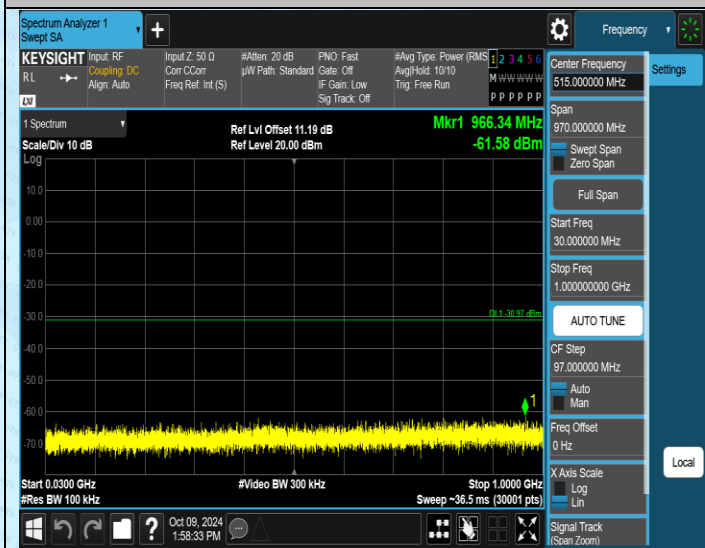 Spectrum Analyzer 1
Swept SA
Frequency
KEYSIGHT
RL
LXI
Input: RF
Coupling: DC
Align: Auto
Input Z: 50 Ω
Corr CCorr
Freq Ref: Int (S)
#Atten: 20 dB
µW Path: Standard
PNO: Fast
Gate: Off
IF Gain: Low
Sig Track: Off
#Avg Type: Power (RMS
Avg|Hold: 10/10
Trig: Free Run
1 2 3 4 5 6
M W W W W W
P P P P P P
1 Spectrum
Scale/Div 10 dB
Log
Ref Lvl Offset 11.19 dB
Ref Level 20.00 dBm
Mkr1 966.34 MHz
-61.58 dBm
10.0
0.00
-10.0
-20.0
-30.0
DL1 -30.97 dBm
-40.0
-50.0
-60.0
1
-70.0
Start 0.0300 GHz
#Video BW 300 kHz
Stop 1.0000 GHz
#Res BW 100 kHz
Sweep ~36.5 ms (30001 pts)
Oct 09, 2024
1:58:33 PM
?
Center Frequency
515.000000 MHz
Settings
Span
970.000000 MHz
Swept Span
Zero Span
Full Span
Start Freq
30.000000 MHz
Stop Freq
1.000000000 GHz
AUTO TUNE
CF Step
97.000000 MHz
Auto
Man
Freq Offset
0 Hz
X Axis Scale
Log
Lin
Local
Signal Track
(Span Zoom)